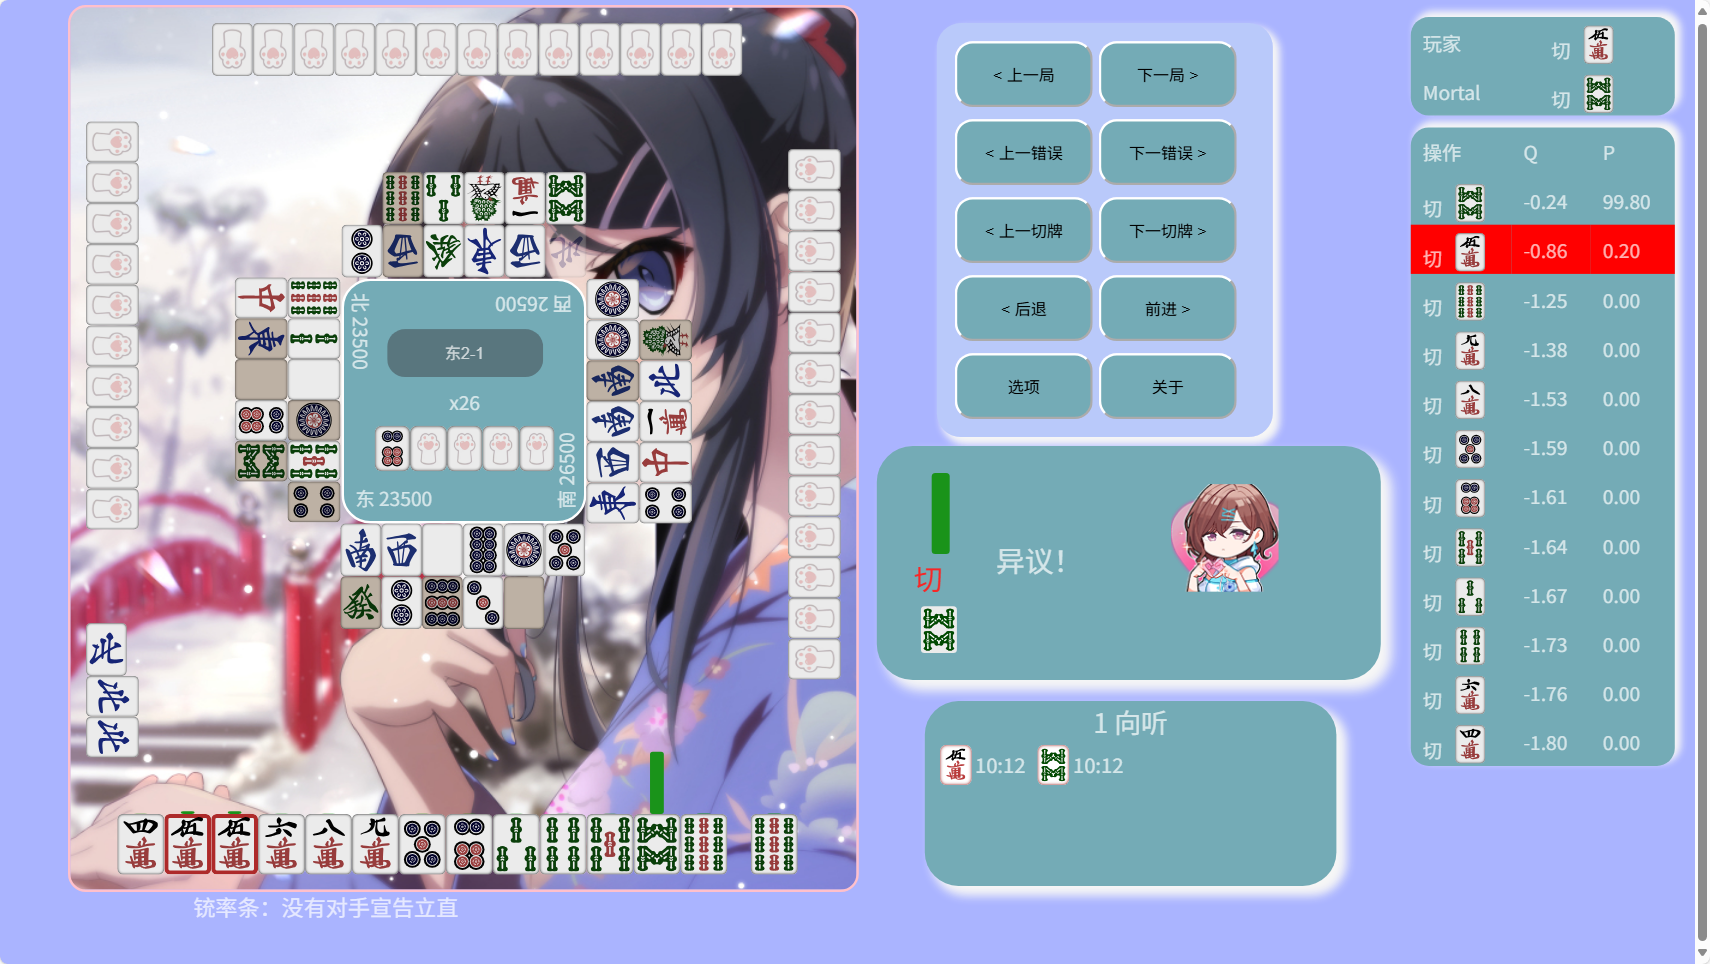 北 23500
西 26500
东2-1
x26
东 23500
南 26500
铳率条：没有对手宣告立直
< 上一局
下一局 >
< 上一错误
下一错误 >
< 上一切牌
下一切牌 >
< 后退
前进 >
选项
关于
切
异议！
1 向听
10:12
10:12
玩家
切
Mortal
切
操作 Q P
切 -0.24 99.80
切 -0.86 0.20
切 -1.25 0.00
切 -1.38 0.00
切 -1.53 0.00
切 -1.59 0.00
切 -1.61 0.00
切 -1.64 0.00
切 -1.67 0.00
切 -1.73 0.00
切 -1.76 0.00
切 -1.80 0.00